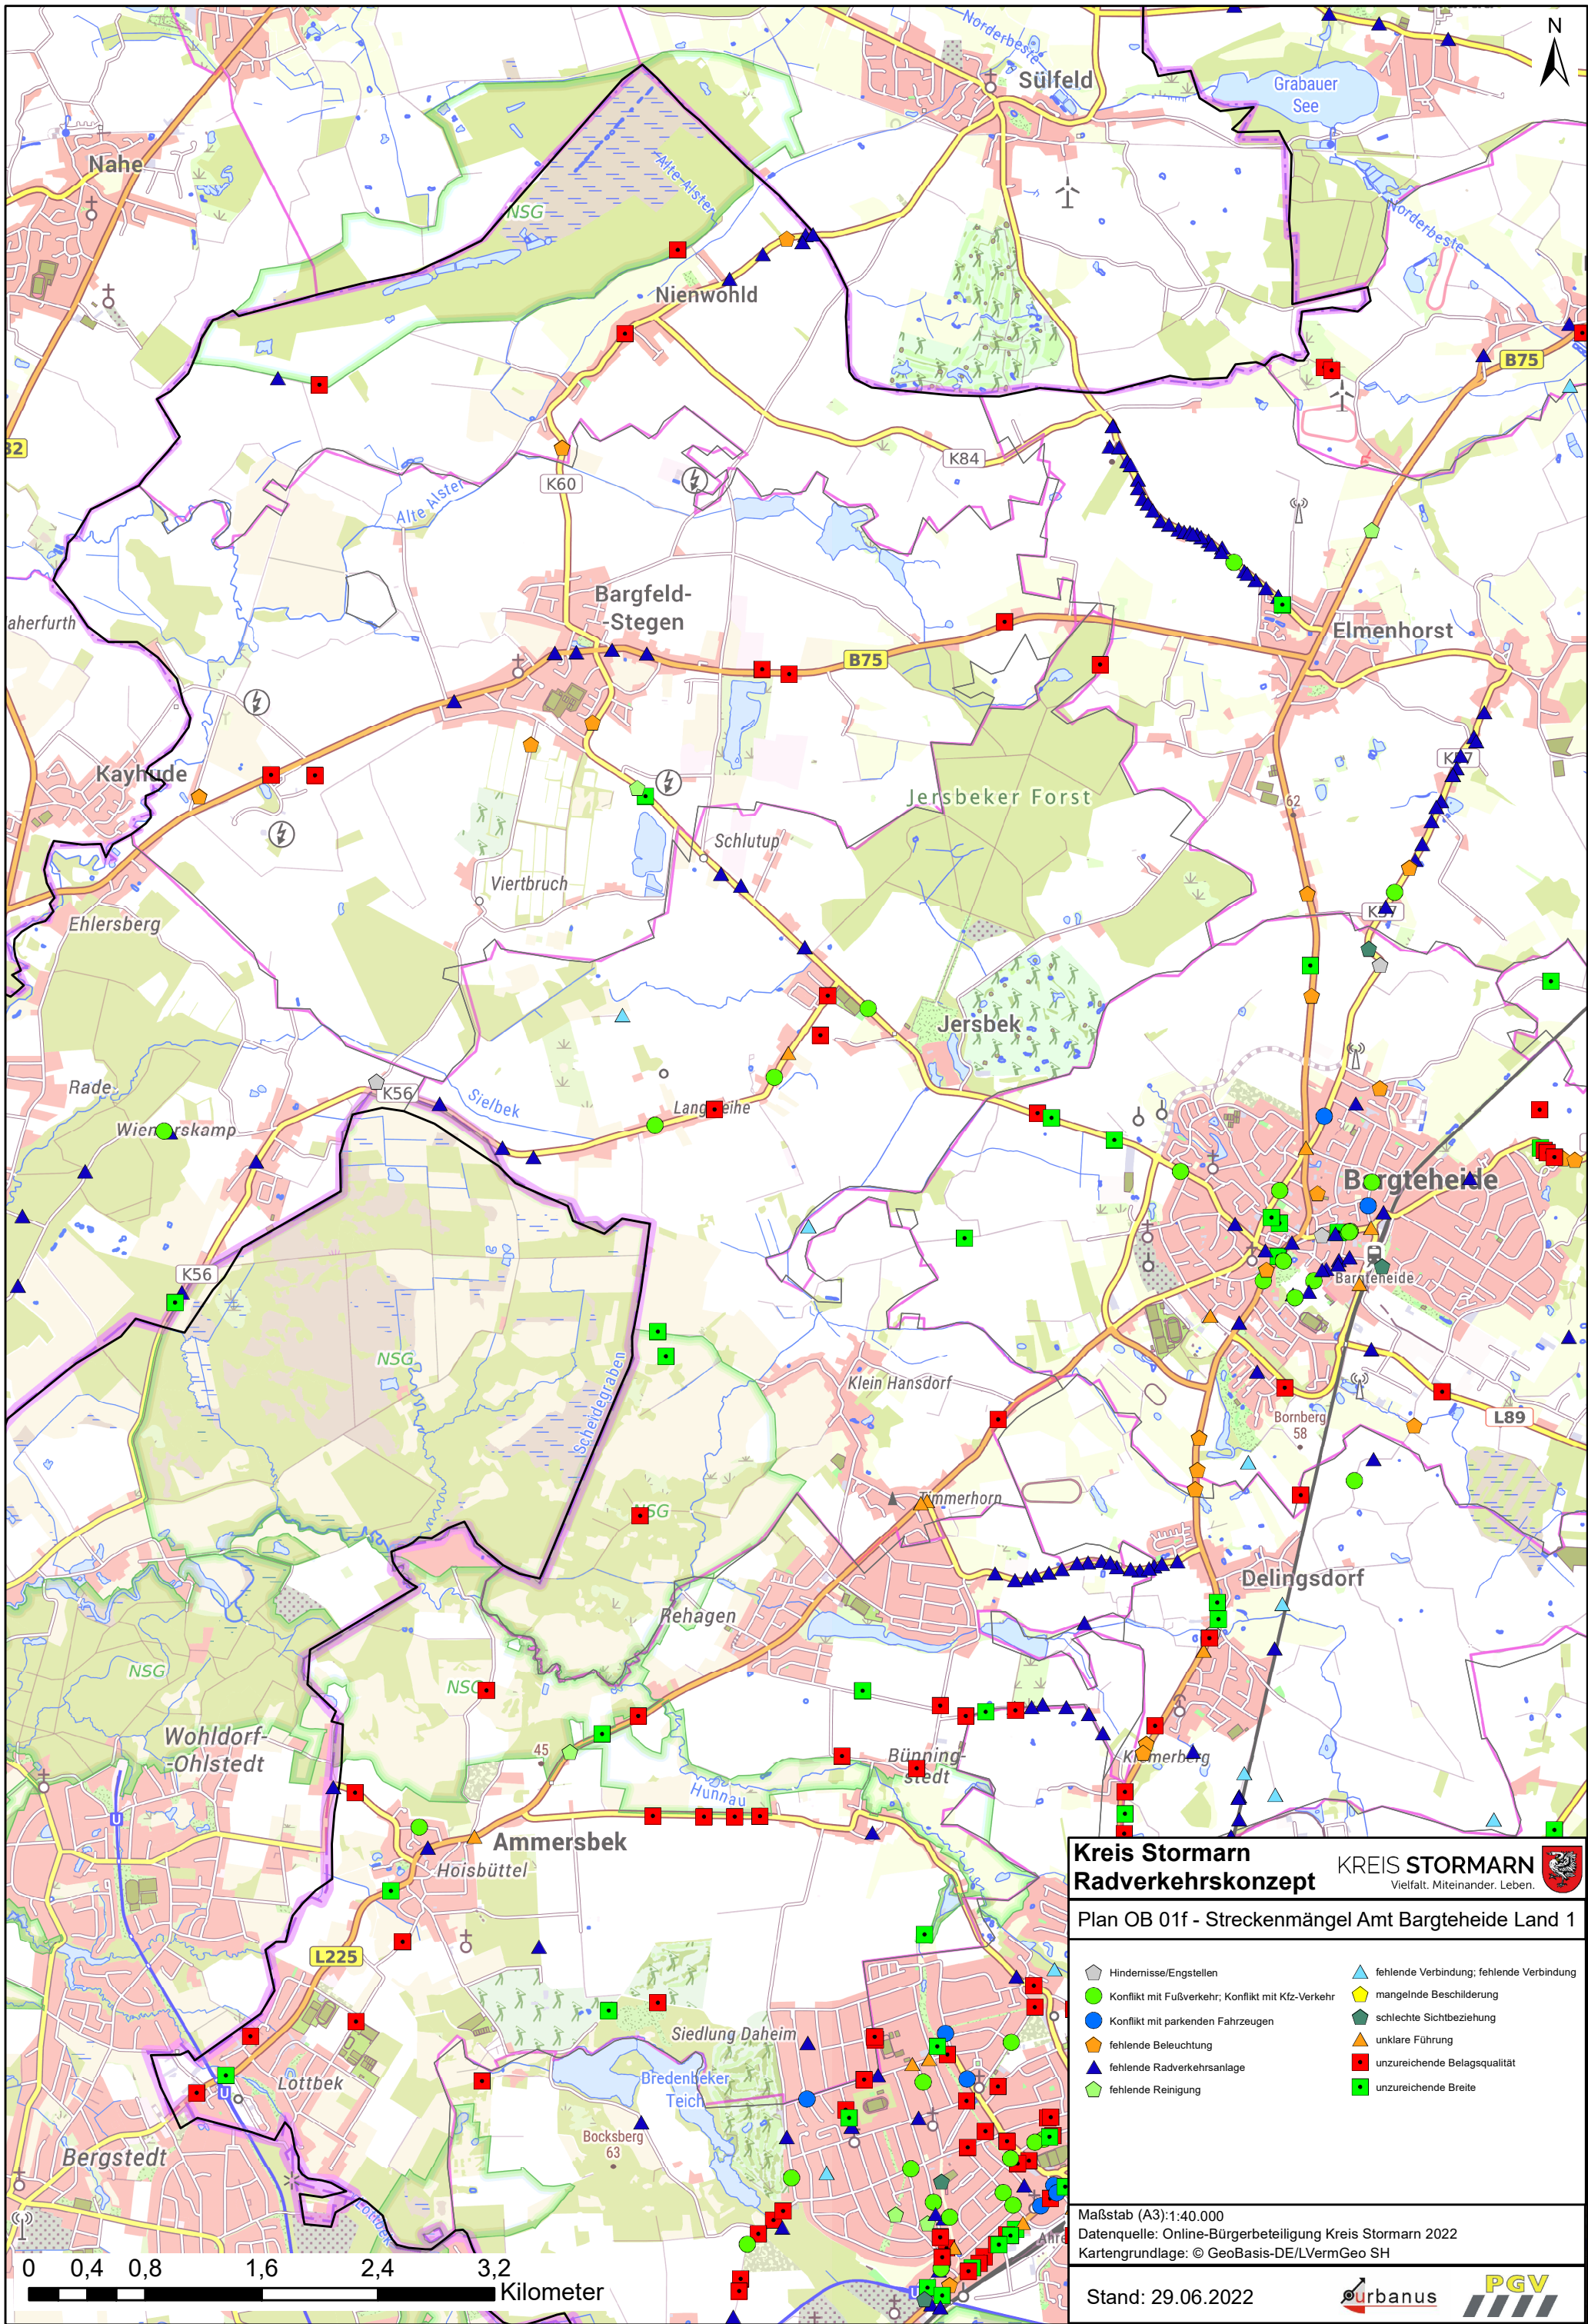 N
Norderbeste
Sülfeld
Grabauer
See
Nahe
Alte Alster
NSG
Norderbeste
Nienwohld
B75
K84
K60
Alte Alster
Bargfeld-
-Stegen
Elmenhorst
aherfurth
B75
Kayhude
Jersbeker Forst
62
Schlutup
Viertbruch
Ehlersberg
Jersbek
Rade
K56
Sielbek
Bargteheide
K56
Bargteheide
NSG
Scheidegraben
Klein Hansdorf
Bornberg
58
L89
NSG
Timmerhorn
Delingsdorf
Rehagen
NSG
NSG
Wohldorf-
-Ohlstedt
45
Bünning-
stedt
Hunnau
U
Ammersbek
Hoisbüttel
L225
Siedlung Daheim
Lottbek
Bredenbeker
Teich
U
Bocksberg
63
Bergstedt
Lottbek
0 0,4 0,8 1,6 2,4 3,2
Kilometer
Kreis Stormarn
Radverkehrskonzept
KREIS STORMARN
Vielfalt. Miteinander. Leben.
Plan OB 01f - Streckenmängel Amt Bargteheide Land 1
Hindernisse/Engstellen
Konflikt mit Fußverkehr; Konflikt mit Kfz-Verkehr
Konflikt mit parkenden Fahrzeugen
fehlende Beleuchtung
fehlende Radverkehrsanlage
fehlende Reinigung
fehlende Verbindung; fehlende Verbindung
mangelnde Beschilderung
schlechte Sichtbeziehung
unklare Führung
unzureichende Belagsqualität
unzureichende Breite
Maßstab (A3):1:40.000
Datenquelle: Online-Bürgerbeteiligung Kreis Stormarn 2022
Kartengrundlage: © GeoBasis-DE/LVermGeo SH
Stand: 29.06.2022
urbanus
PGV